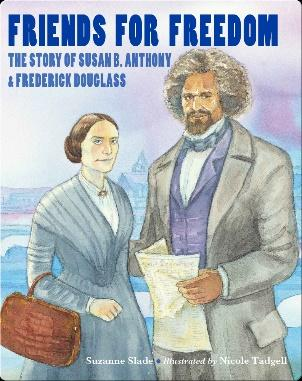 FRIENDS FOR FREEDOM
THE STORY OF SUSAN B. ANTHONY
& FREDERICK DOUGLASS
Suzanne Slade • Illustrated by Nicole Tadgell